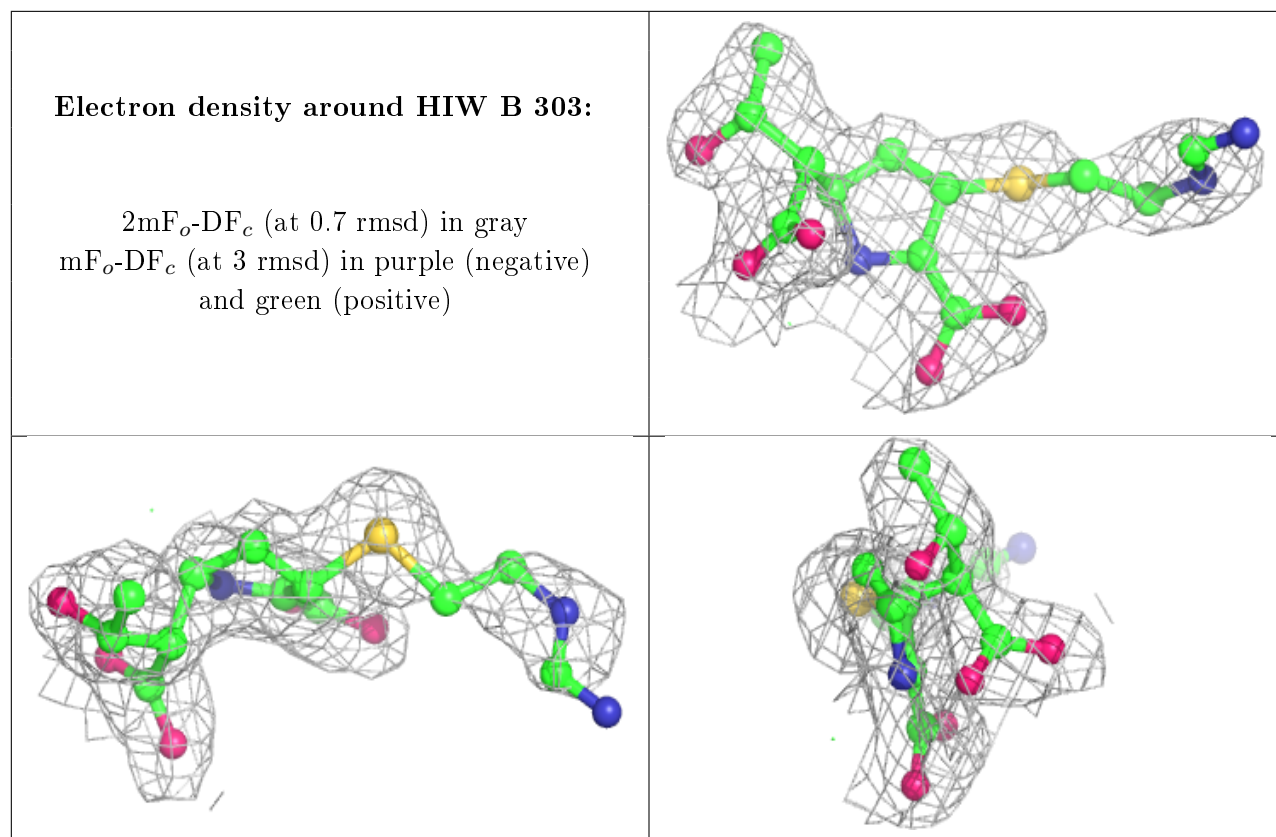 Electron density around HIW B 303:
2mFo-DFc (at 0.7 rmsd) in gray
mFo-DFc (at 3 rmsd) in purple (negative)
and green (positive)